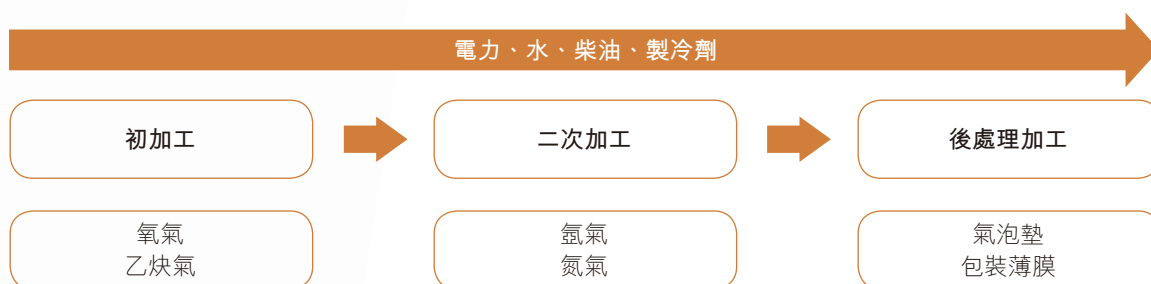 電力、水、柴油、製冷劑
初加工
二次加工
後處理加工
氧氣
乙炔氣
氬氣
氮氣
氣泡墊
包裝薄膜